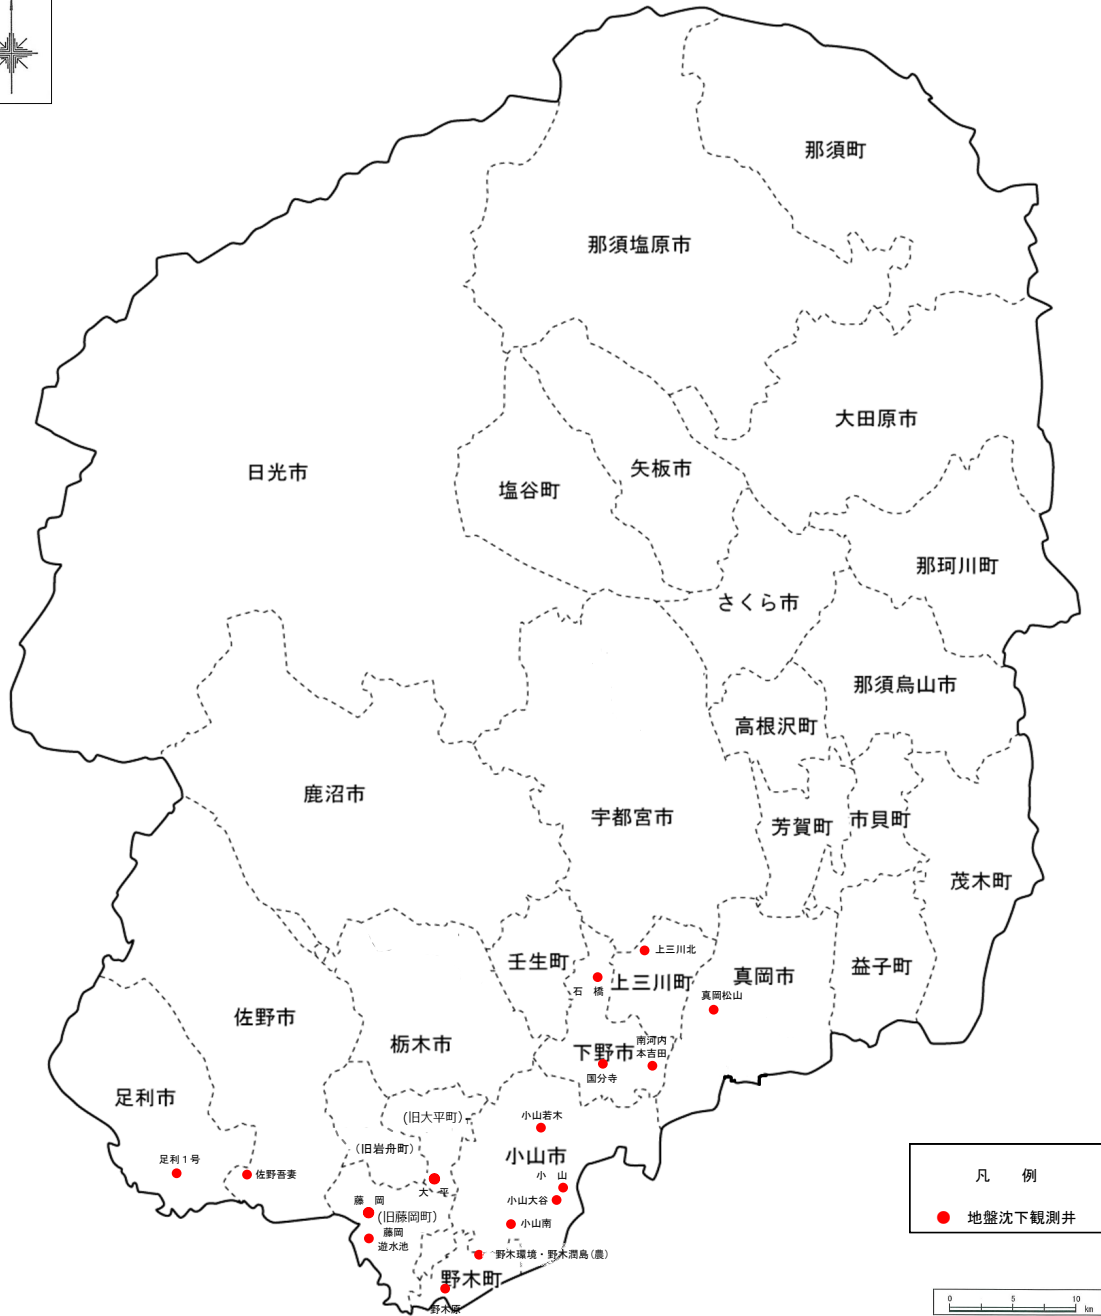 那須町
那須塩原市
大田原市
日光市
矢板市
塩谷町
那珂川町
さくら市
那須烏山市
高根沢町
鹿沼市
宇都宮市
芳賀町
市貝町
茂木町
上三川北
壬生町
益子町
上三川町
真岡市
石　橋
真岡松山
佐野市
栃木市
南河内
本吉田
下野市
国分寺
足利市
(旧大平町)
小山若木
(旧岩舟町)
小山市
足利１号
佐野吾妻
小　山
大　平
小山大谷
藤　岡
(旧藤岡町)
小山南
藤岡
遊水池
野木環境・野木潤島(農)
野木町
野木原
凡　例
地盤沈下観測井
0 5 10
km